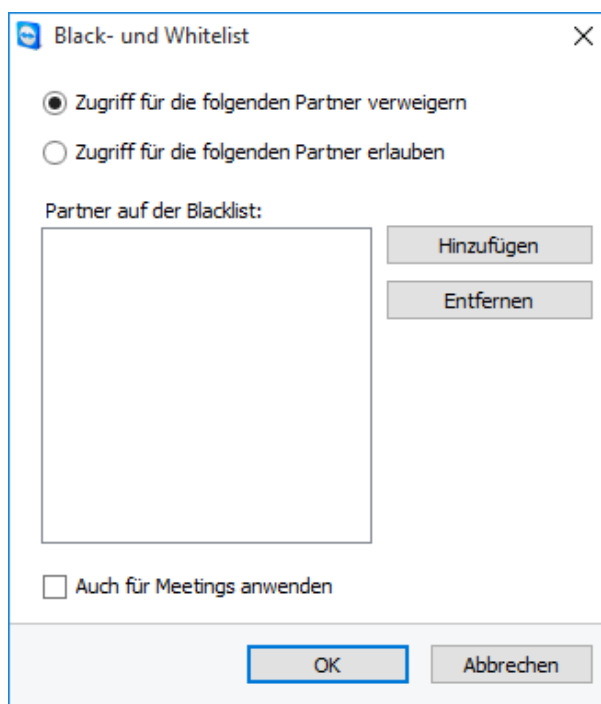 Black- und Whitelist
Zugriff für die folgenden Partner verweigern
Zugriff für die folgenden Partner erlauben
Partner auf der Blacklist:
Hinzufügen
Entfernen
Auch für Meetings anwenden
OK
Abbrechen